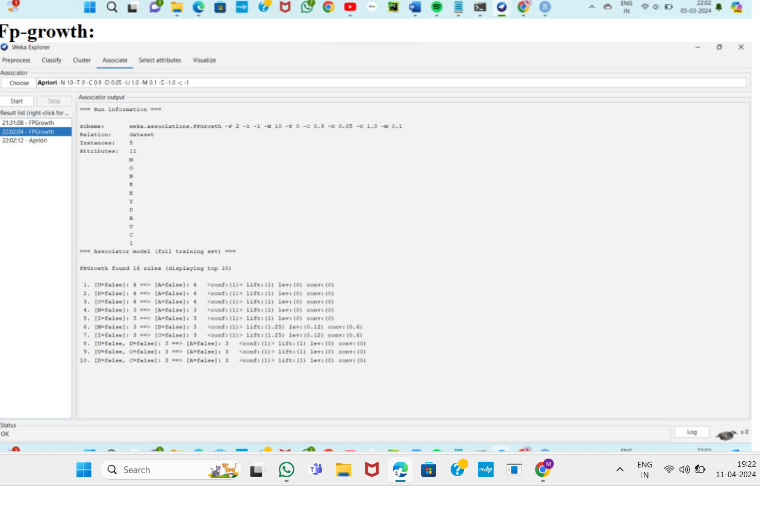 22:02
ENG
IN
05-03-2024
Fp-growth:
Weka Explorer
Preprocess Classify Cluster Associate Select attributes Visualize
Associator
Choose Apriori -N 10 -T 0 -C 0.9 -D 0.05 -U 1.0 -M 0.1 -S -1.0 -c -1
Start Stop
Result list (right-click for ...
21:31:08 - FPGrowth
22:02:04 - FPGrowth
22:02:12 - Apriori
Associator output
=== Run information ===
Scheme: weka.associations.FPGrowth -P 2 -I -1 -N 10 -T 0 -C 0.9 -D 0.05 -U 1.0 -M 0.1
Relation: dataset
Instances: 5
Attributes: 11
M
O
N
K
E
Y
D
A
U
C
I
=== Associator model (full training set) ===
FPGrowth found 16 rules (displaying top 10)
1. [U=false]: 4 ==> [A=false]: 4 <conf:(1)> lift:(1) lev:(0) conv:(0)
2. [D=false]: 4 ==> [A=false]: 4 <conf:(1)> lift:(1) lev:(0) conv:(0)
3. [C=false]: 4 ==> [A=false]: 4 <conf:(1)> lift:(1) lev:(0) conv:(0)
4. [N=false]: 3 ==> [A=false]: 3 <conf:(1)> lift:(1) lev:(0) conv:(0)
5. [I=false]: 3 ==> [A=false]: 3 <conf:(1)> lift:(1) lev:(0) conv:(0)
6. [N=false]: 3 ==> [D=false]: 3 <conf:(1)> lift:(1.25) lev:(0.12) conv:(0.6)
7. [I=false]: 3 ==> [C=false]: 3 <conf:(1)> lift:(1.25) lev:(0.12) conv:(0.6)
8. [U=false, D=false]: 3 ==> [A=false]: 3 <conf:(1)> lift:(1) lev:(0) conv:(0)
9. [U=false, C=false]: 3 ==> [A=false]: 3 <conf:(1)> lift:(1) lev:(0) conv:(0)
10. [D=false, C=false]: 3 ==> [A=false]: 3 <conf:(1)> lift:(1) lev:(0) conv:(0)
Status
OK
Log
x 0
Search
ENG
IN
19:22
11-04-2024